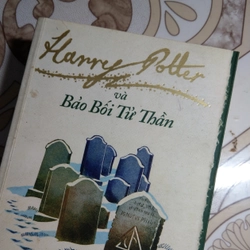 Harry Potter
và
Bảo Bối Tử Thần